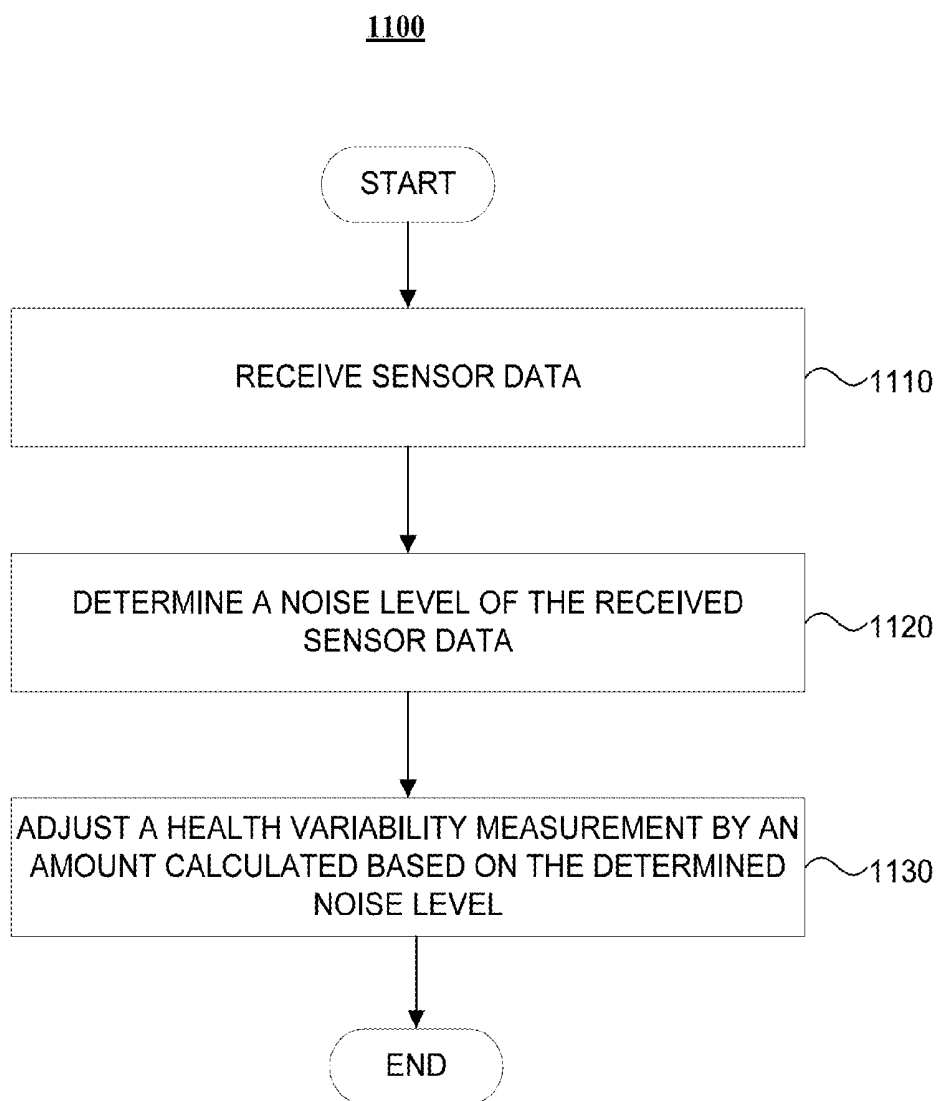 1100
START
RECEIVE SENSOR DATA
1110
DETERMINE A NOISE LEVEL OF THE RECEIVED
SENSOR DATA
1120
ADJUST A HEALTH VARIABILITY MEASUREMENT BY AN
AMOUNT CALCULATED BASED ON THE DETERMINED
NOISE LEVEL
1130
END